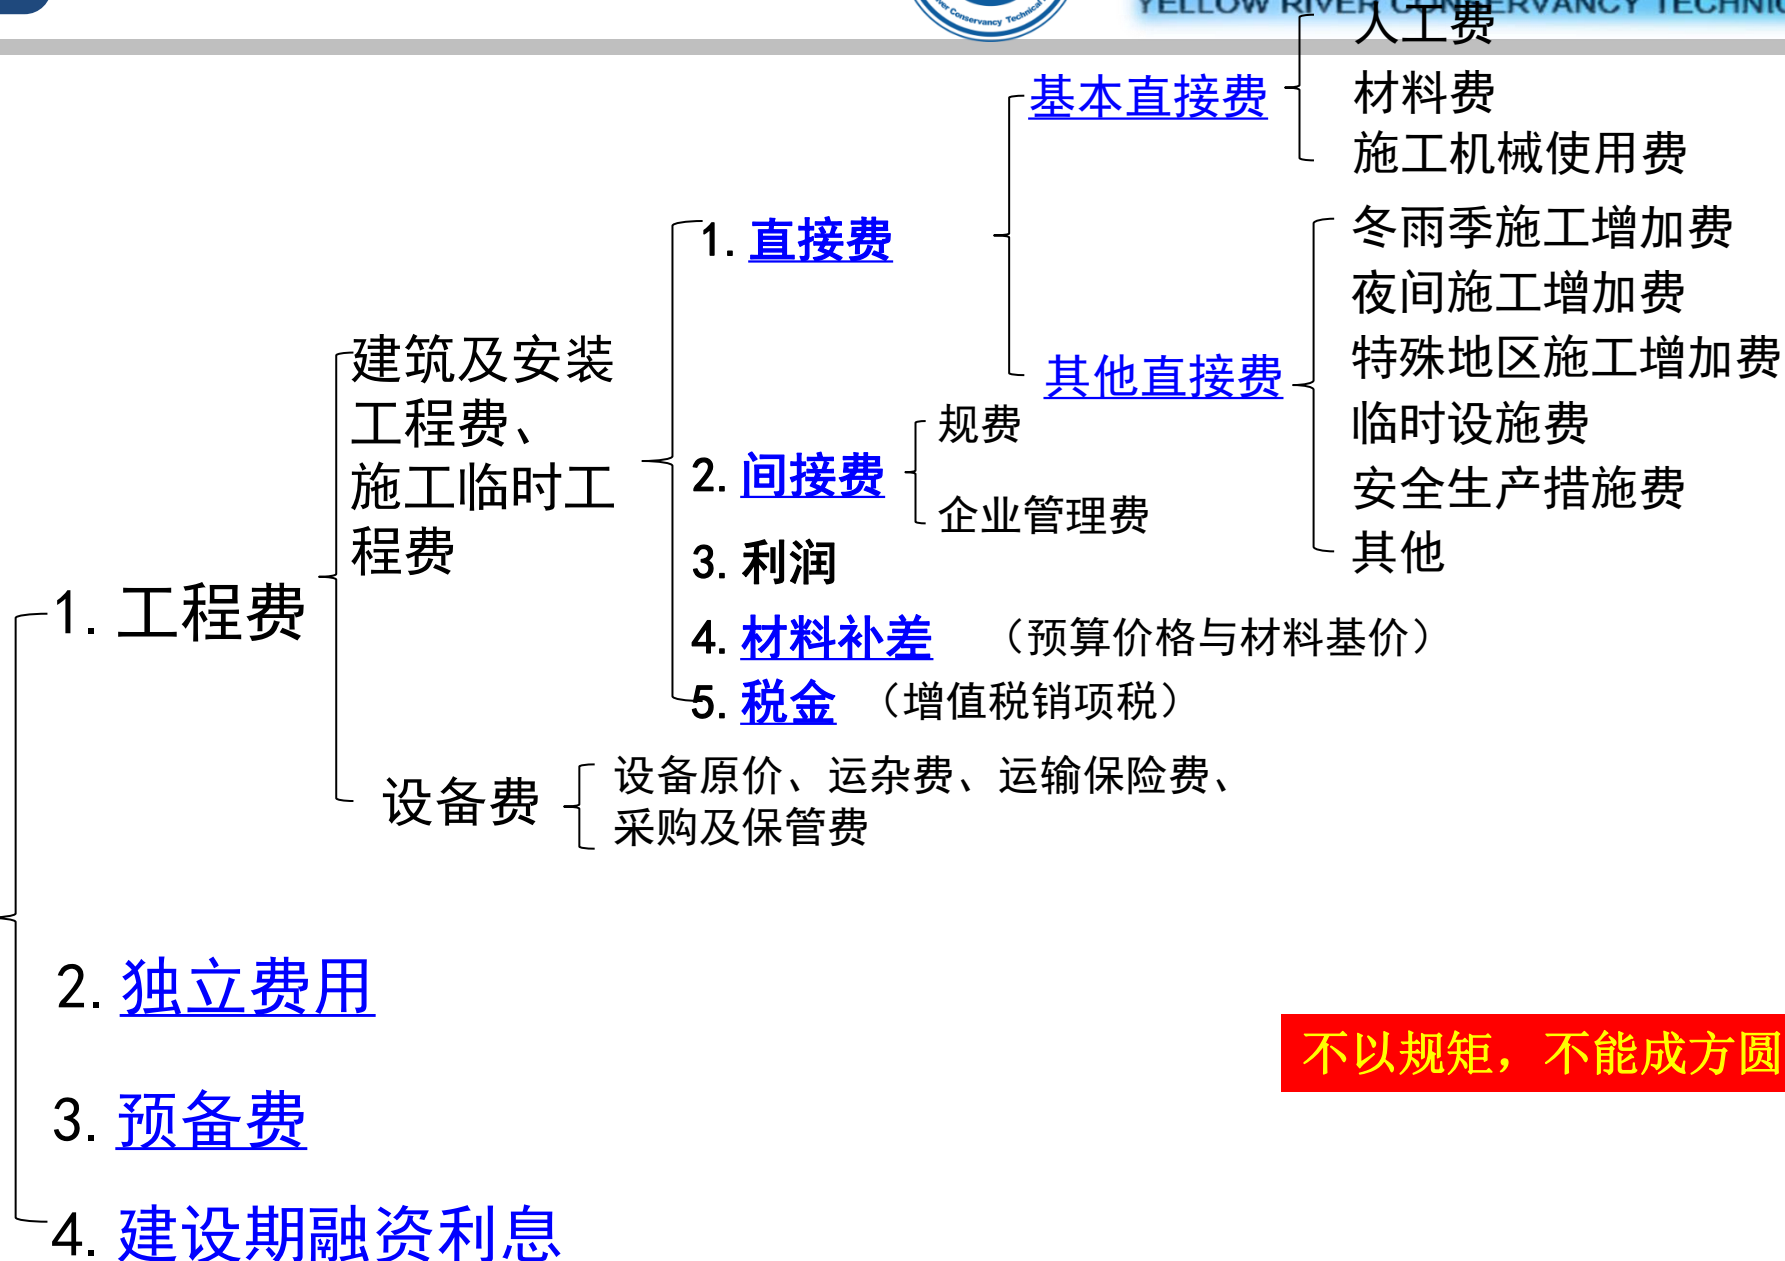 YELLOW RIVER CONSERVANCY
Conservancy
人工费
基本直接费
材料费
施工机械使用费
1. 直接费
冬雨季施工增加费
夜间施工增加费
特殊地区施工增加费
其他直接费
临时设施费
安全生产措施费
其他
建筑及安装
工程费、
施工临时工
程费
规费
2. 间接费
企业管理费
3. 利润
1. 工程费
4. 材料补差 （预算价格与材料基价）
5. 税金 （增值税销项税）
设备费
设备原价、运杂费、运输保险费、
采购及保管费
2. 独立费用
不以规矩，不能成方圆
3. 预备费
4. 建设期融资利息